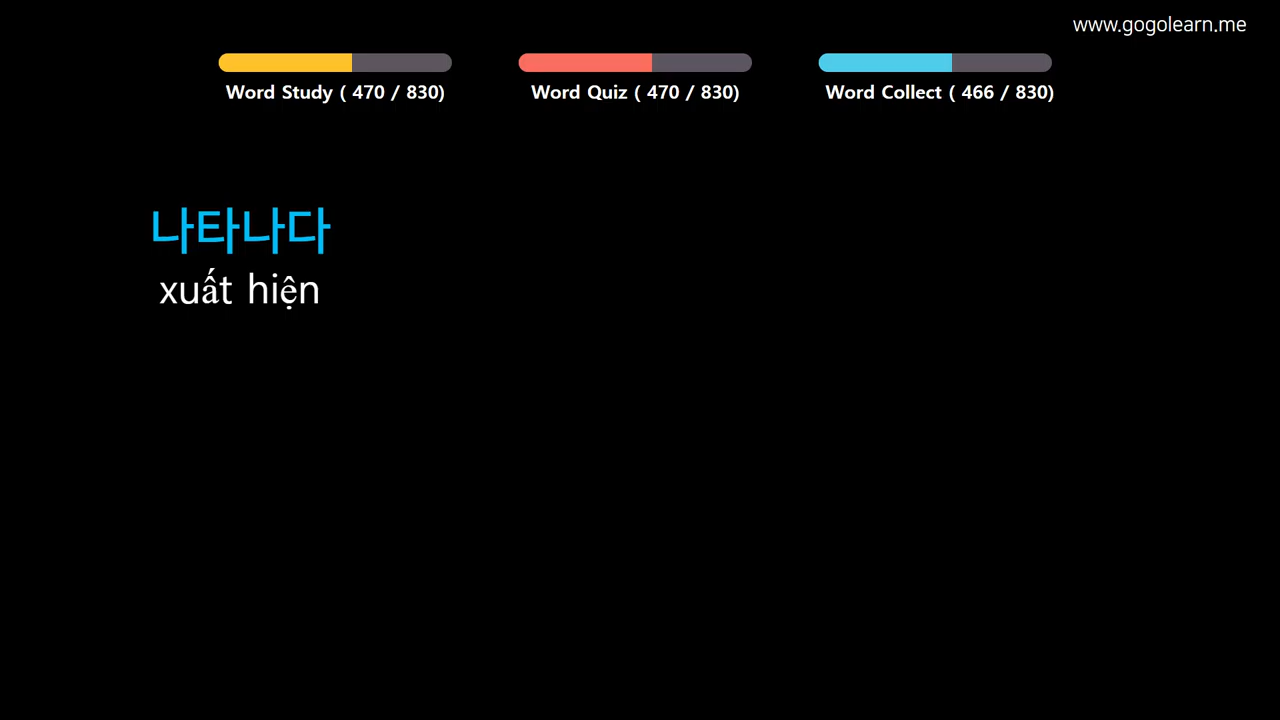 www.gogolearn.me
Word Study ( 470 / 830)
Word Quiz ( 470 / 830)
Word Collect ( 466 / 830)
나타나다
xuất hiện